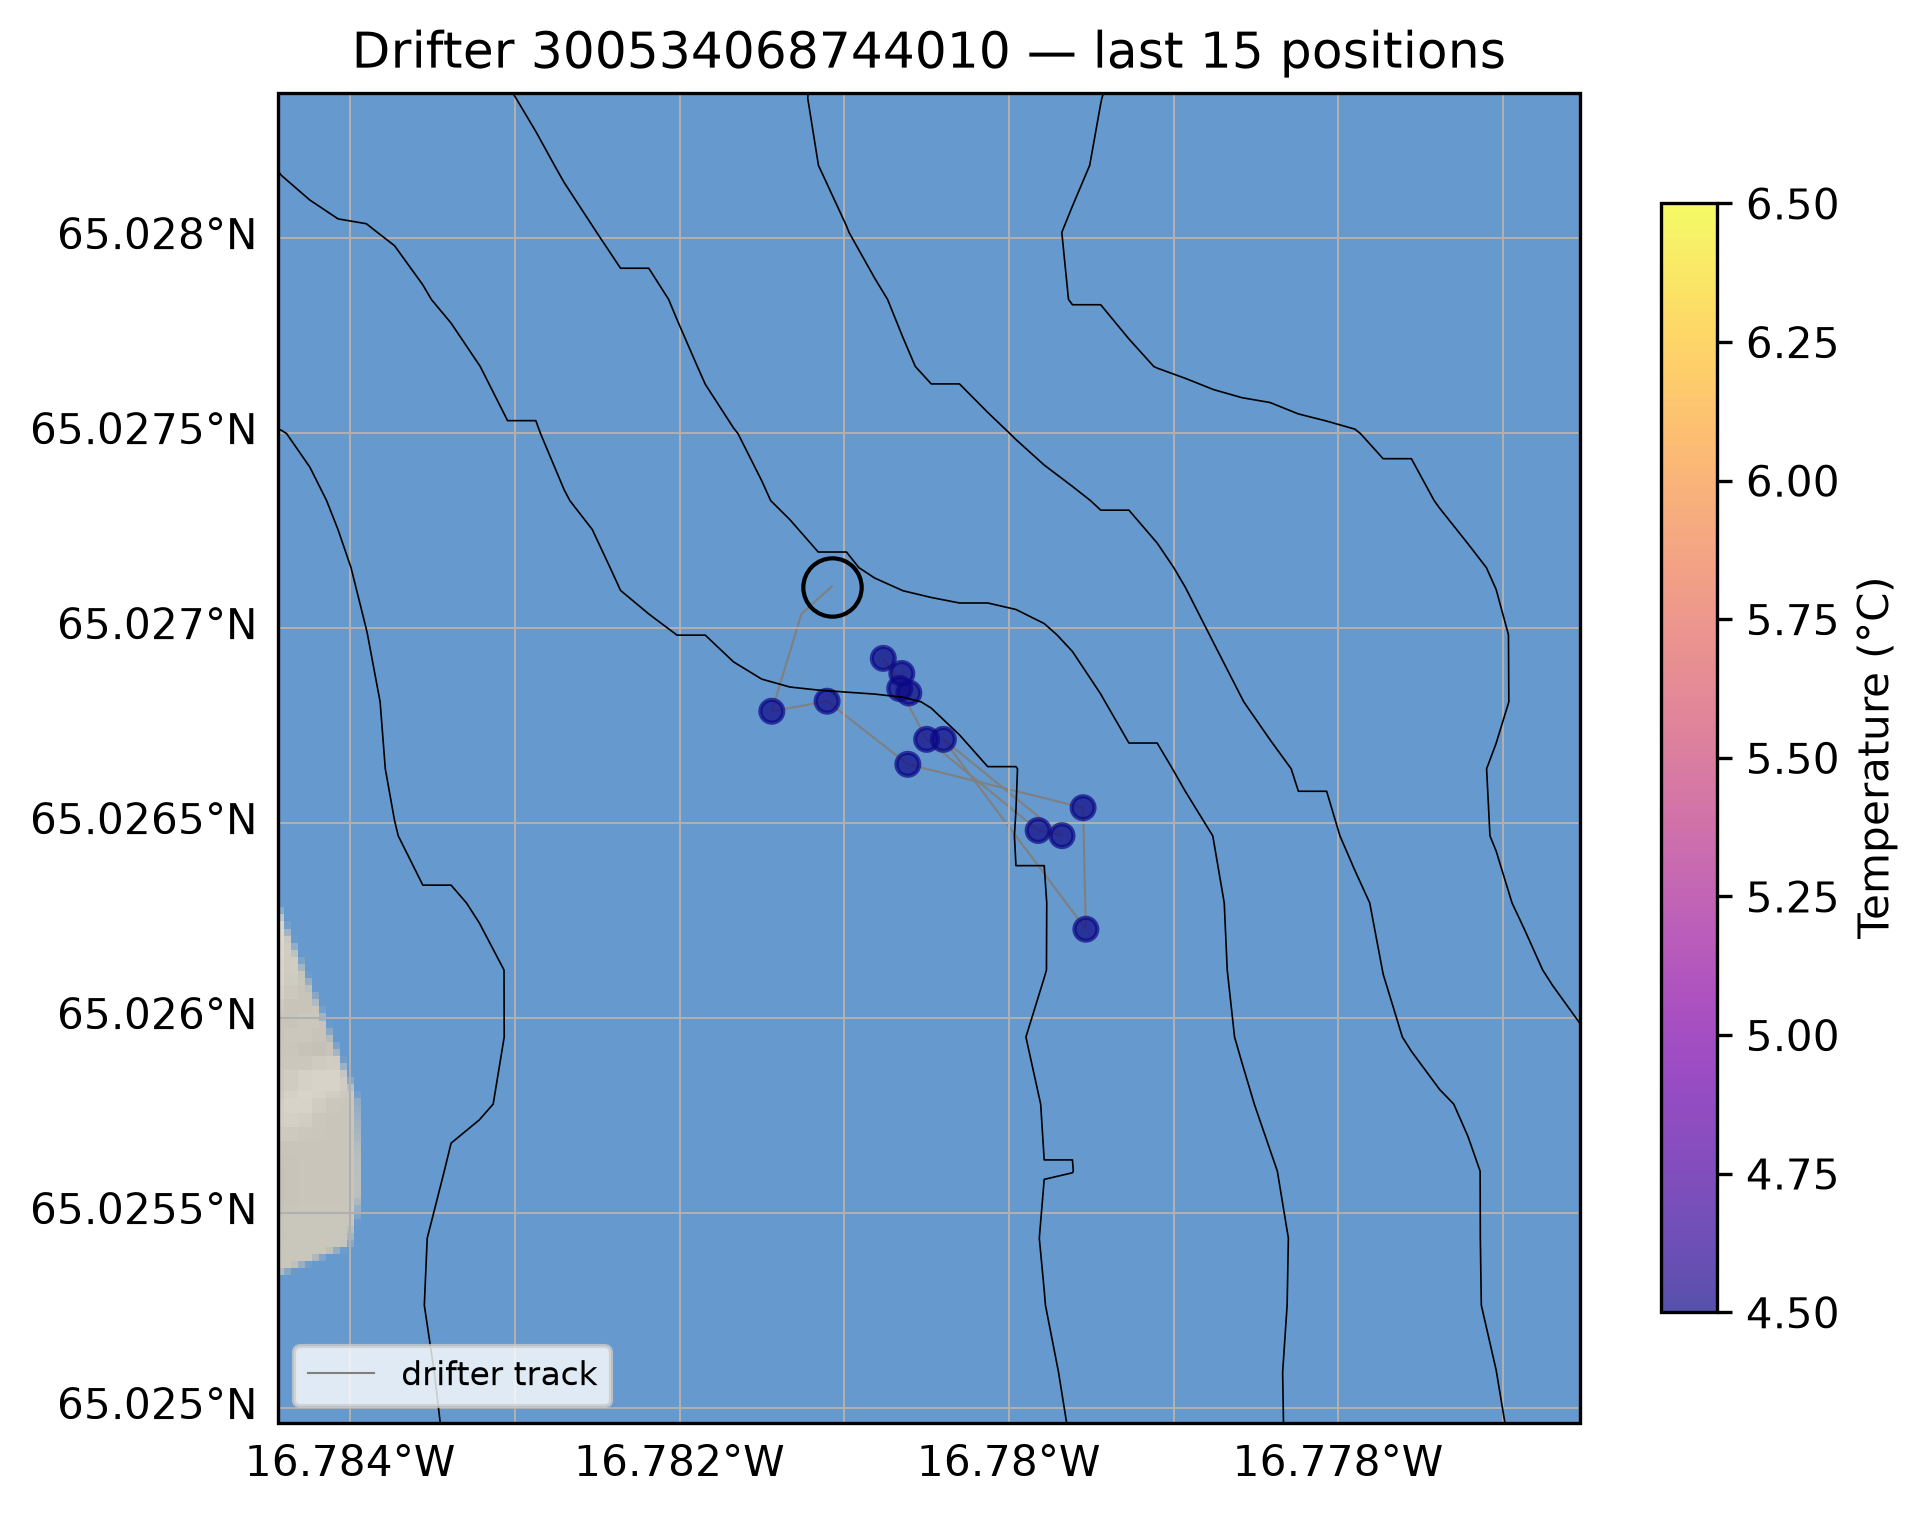 Drifter 300534068744010 — last 15 positions
65.028°N
65.0275°N
65.027°N
65.0265°N
65.026°N
65.0255°N
65.025°N
16.784°W
16.782°W
16.78°W
16.778°W
drifter track
6.50
6.25
6.00
5.75
5.50
5.25
5.00
4.75
4.50
Temperature (°C)